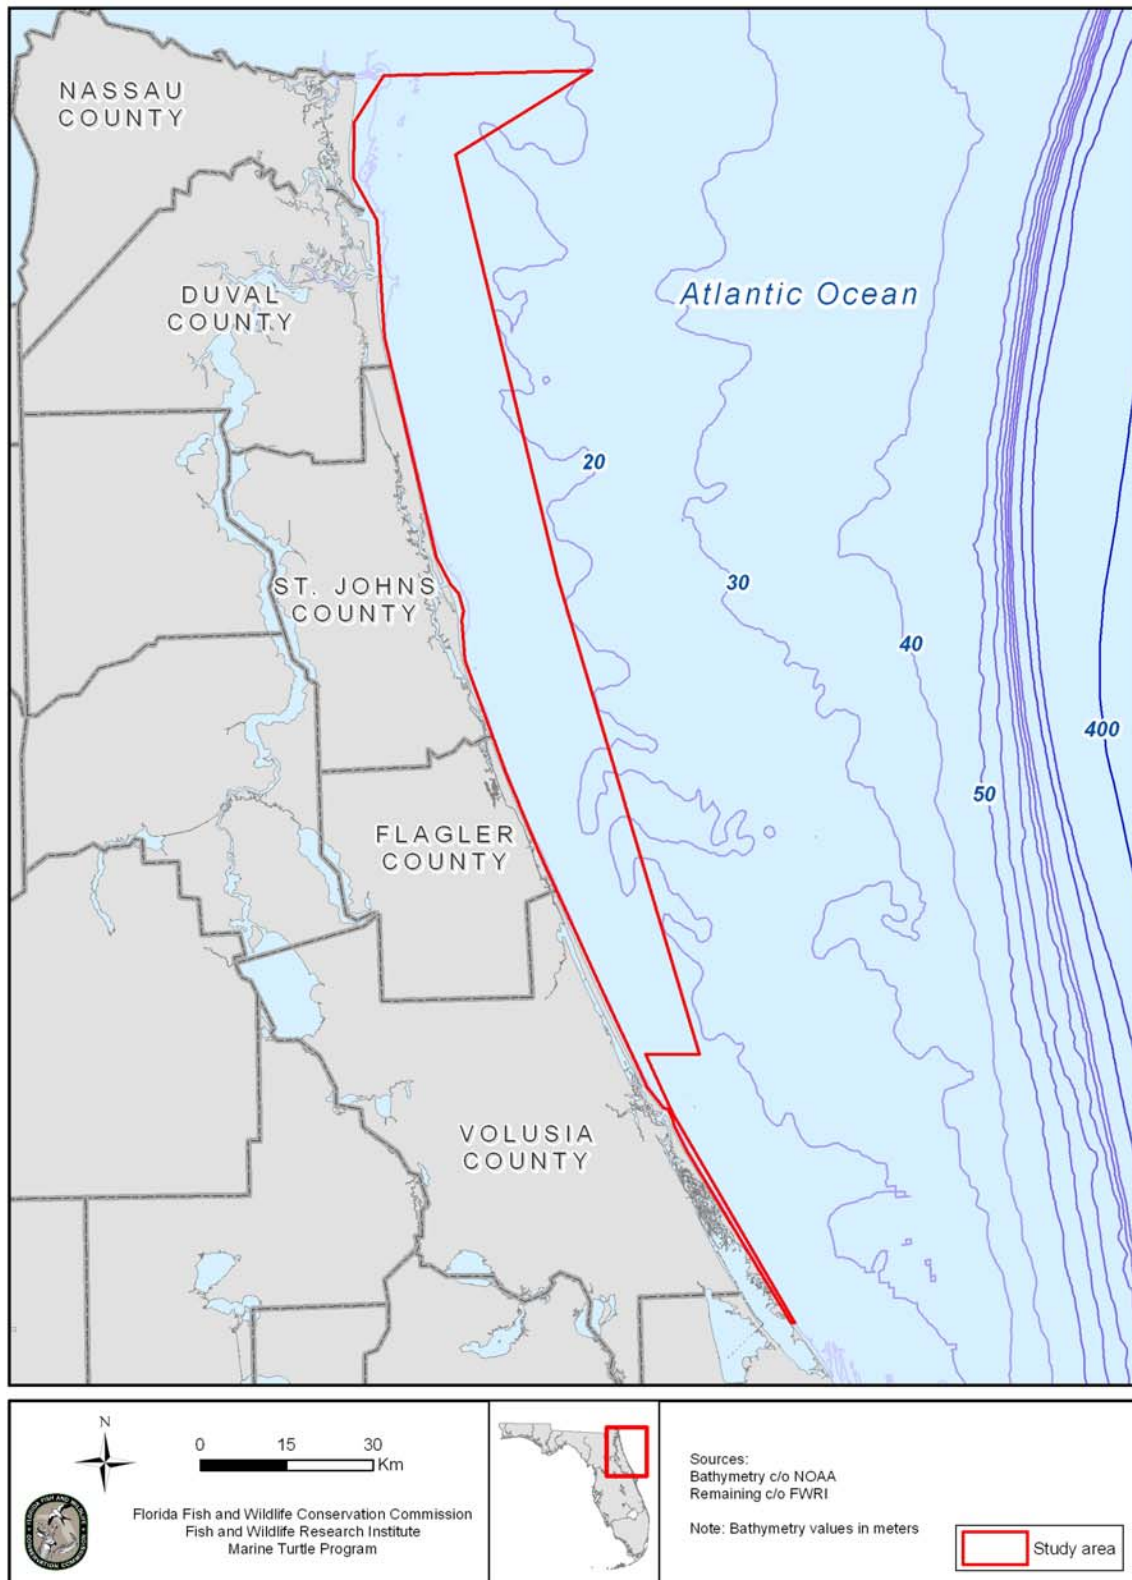 NASSAU
COUNTY
DUVAL
COUNTY
Atlantic Ocean
20
ST. JOHNS
COUNTY
30
40
400
50
FLAGLER
COUNTY
VOLUSIA
COUNTY
N
0 15 30
Km
Florida Fish and Wildlife Conservation Commission
Fish and Wildlife Research Institute
Marine Turtle Program
Sources:
Bathymetry c/o NOAA
Remaining c/o FWRI
Note: Bathymetry values in meters
Study area